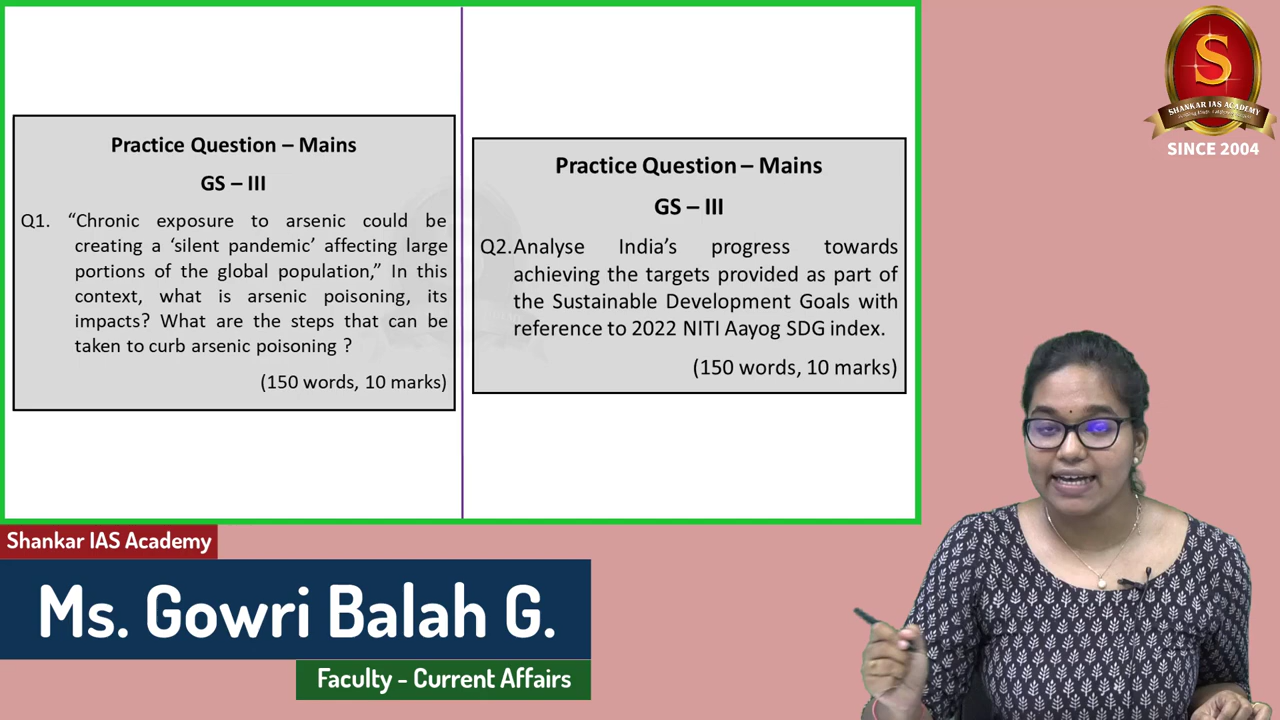 Practice Question – Mains
GS – III
Q1. “Chronic exposure to arsenic could be
creating a ‘silent pandemic’ affecting large
portions of the global population,” In this
context, what is arsenic poisoning, its
impacts? What are the steps that can be
taken to curb arsenic poisoning ?
(150 words, 10 marks)
Practice Question – Mains
GS – III
Q2.Analyse India’s progress towards
achieving the targets provided as part of
the Sustainable Development Goals with
reference to 2022 NITI Aayog SDG index.
(150 words, 10 marks)
S
SHANKAR IAS ACADEMY
SINCE 2004
Shankar IAS Academy
Ms. Gowri Balah G.
Faculty - Current Affairs